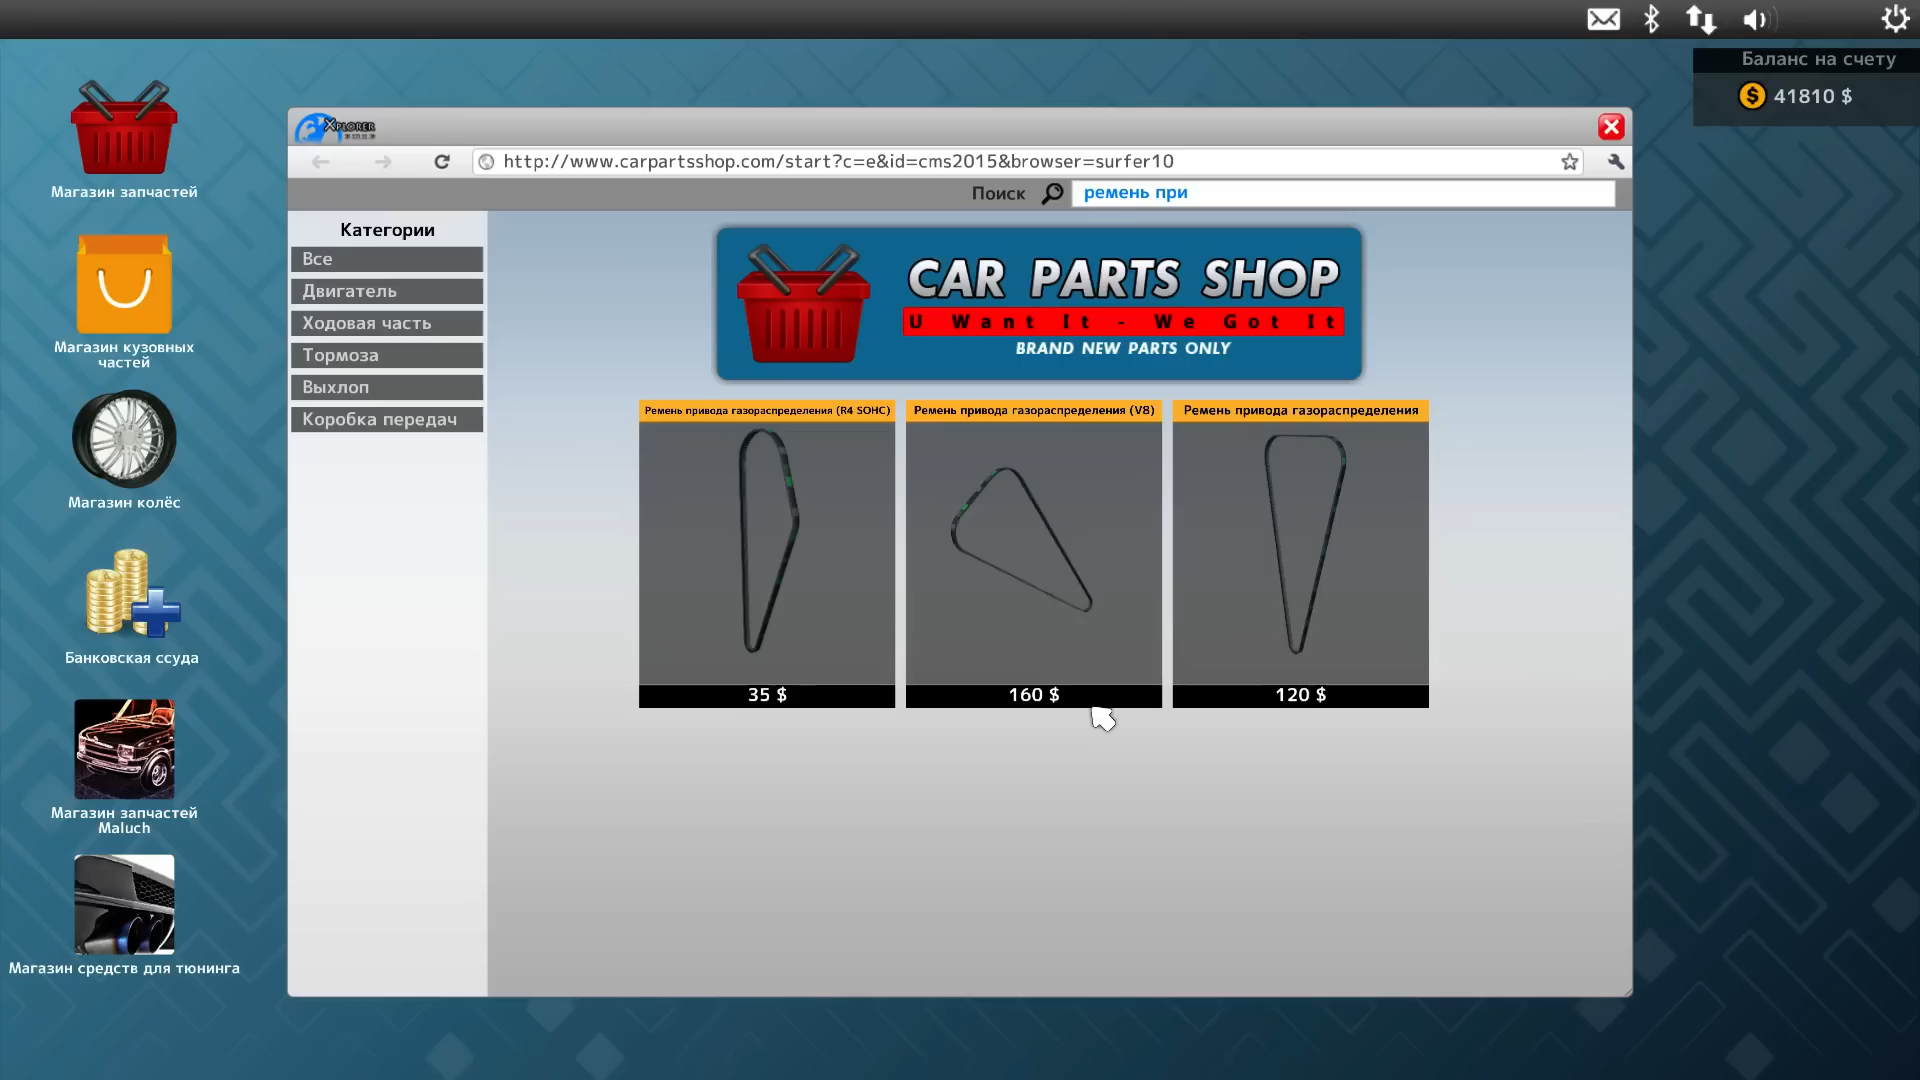 Баланс на счету
41810 $
Магазин запчастей
Магазин кузовных
частей
Магазин колёс
Банковская ссуда
Магазин запчастей
Maluch
Магазин средств для тюнинга
XPLORER
http://www.carpartsshop.com/start?c=e&id=cms2015&browser=surfer10
Поиск
ремень при
Категории
Все
Двигатель
Ходовая часть
Тормоза
Выхлоп
Коробка передач
CAR PARTS SHOP
U Want It - We Got It
BRAND NEW PARTS ONLY
Ремень привода газораспределения (R4 SOHC)
35 $
Ремень привода газораспределения (V8)
160 $
Ремень привода газораспределения
120 $